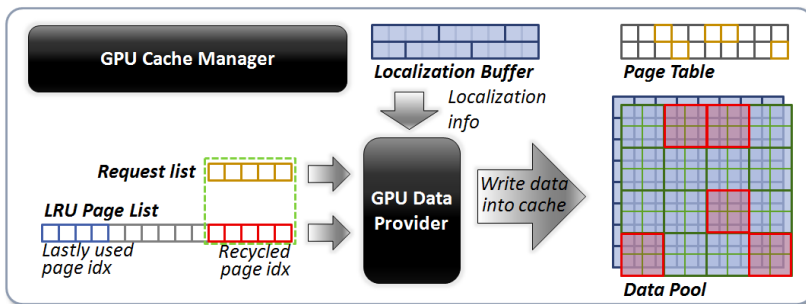 GPU Cache Manager
Localization Buffer
Page Table
Localization
info
Request list
GPU Data
Provider
Write data
into cache
LRU Page List
Lastly used
page idx
Recycled
page idx
Data Pool